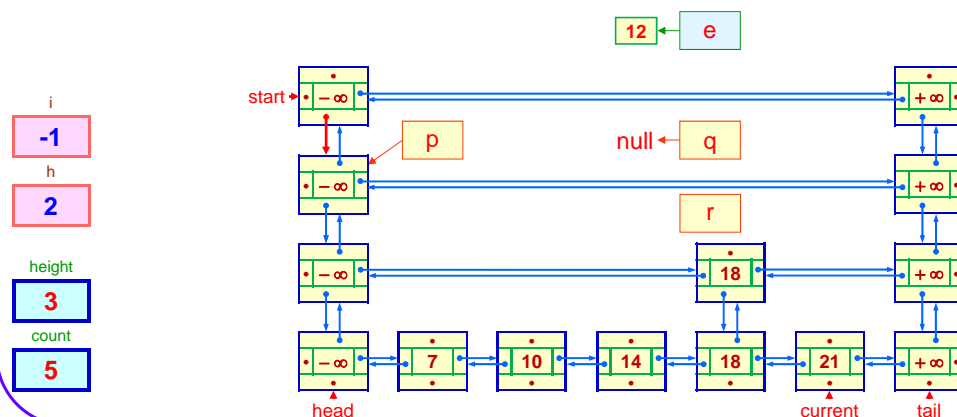 12 e
start - ∞ + ∞
i
-1
p
null q
h
2
- ∞ + ∞
r
height
3
- ∞ 18 + ∞
count
5
- ∞ 7 10 14 18 21 + ∞
head current tail